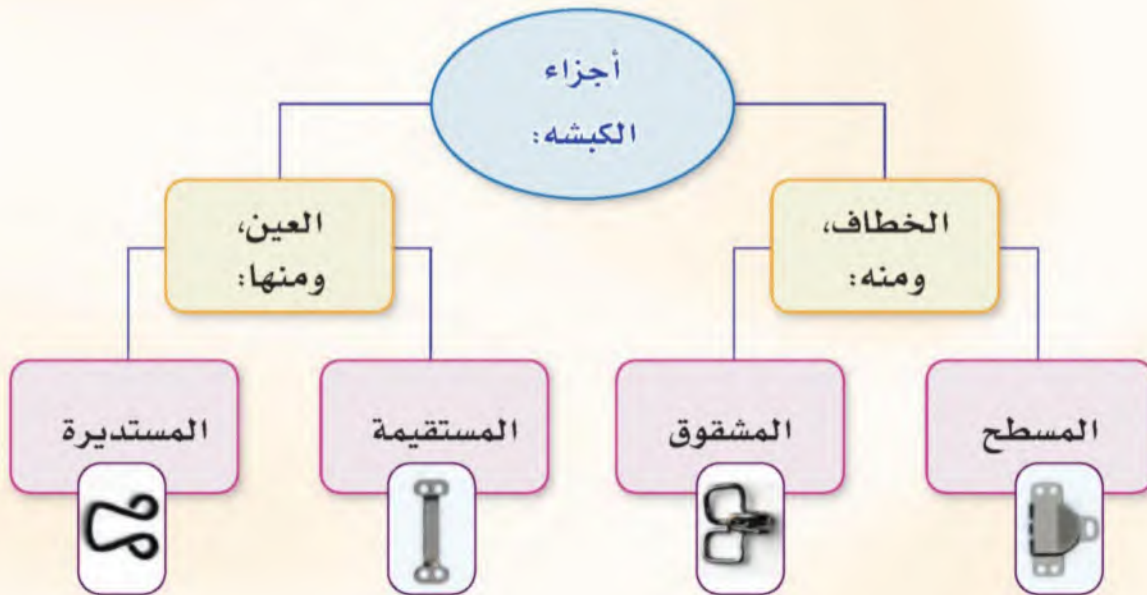 أجزاء
الكبشه:
الخطاف،
ومنه:
العين،
ومنها:
المسطح
المشقوق
المستقيمة
المستديرة